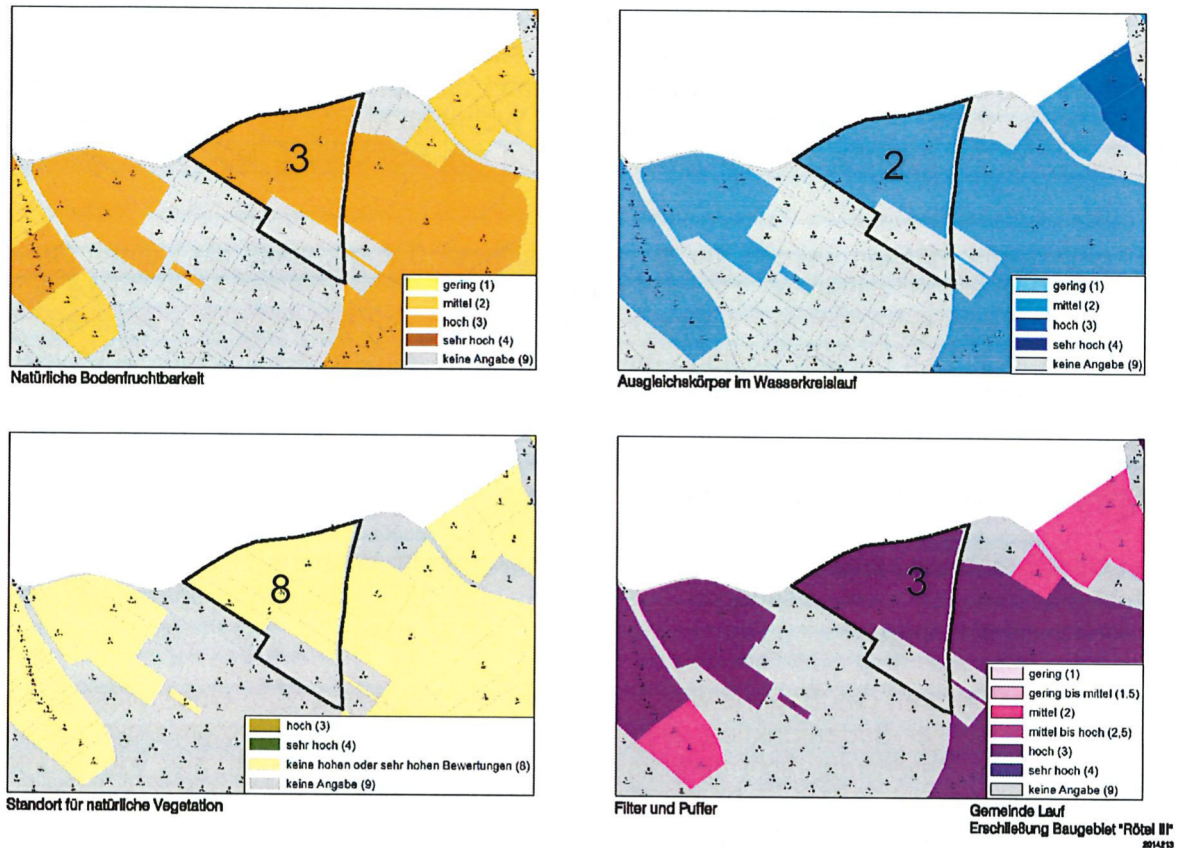 3
gering (1)
mittel (2)
hoch (3)
sehr hoch (4)
keine Angabe (9)
Natürliche Bodenfruchtbarkeit
2
gering (1)
mittel (2)
hoch (3)
sehr hoch (4)
keine Angabe (9)
Ausgleichskörper im Wasserkreislauf
8
hoch (3)
sehr hoch (4)
keine hohen oder sehr hohen Bewertungen (8)
keine Angabe (9)
Standort für natürliche Vegetation
3
gering (1)
gering bis mittel (1.5)
mittel (2)
mittel bis hoch (2,5)
hoch (3)
sehr hoch (4)
keine Angabe (9)
Filter und Puffer
Gemeinde Lauf
Erschließung Baugebiet "Rötel III"